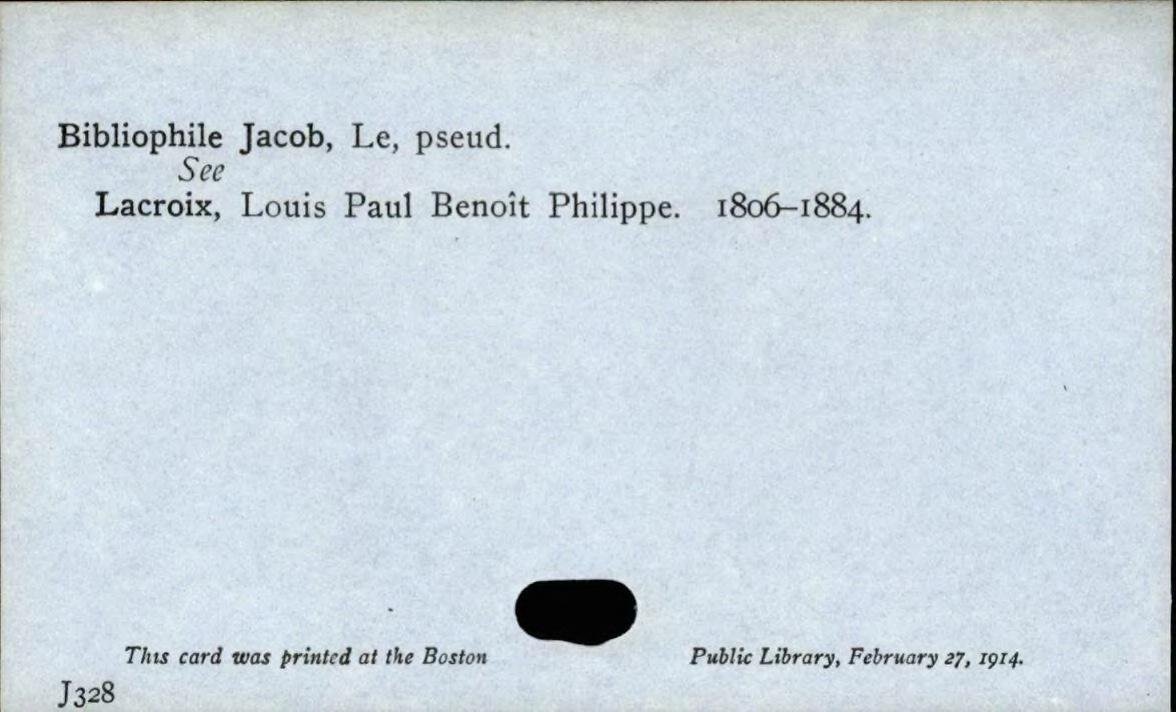 Bibliophile Jacob, Le, pseud.
See
Lacroix, Louis Paul Benoît Philippe. 1806–1884.
This card was printed at the Boston Public Library, February 27, 1914.
J328